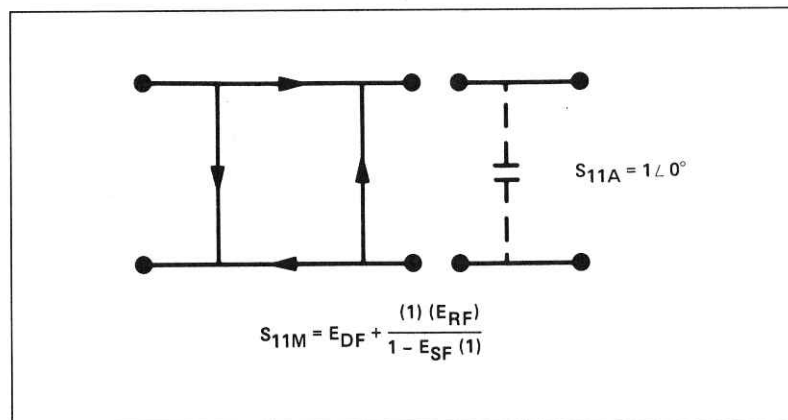 S11A = 1∠ 0°
S11M = EDF + (1) (ERF) / 1 − ESF (1)